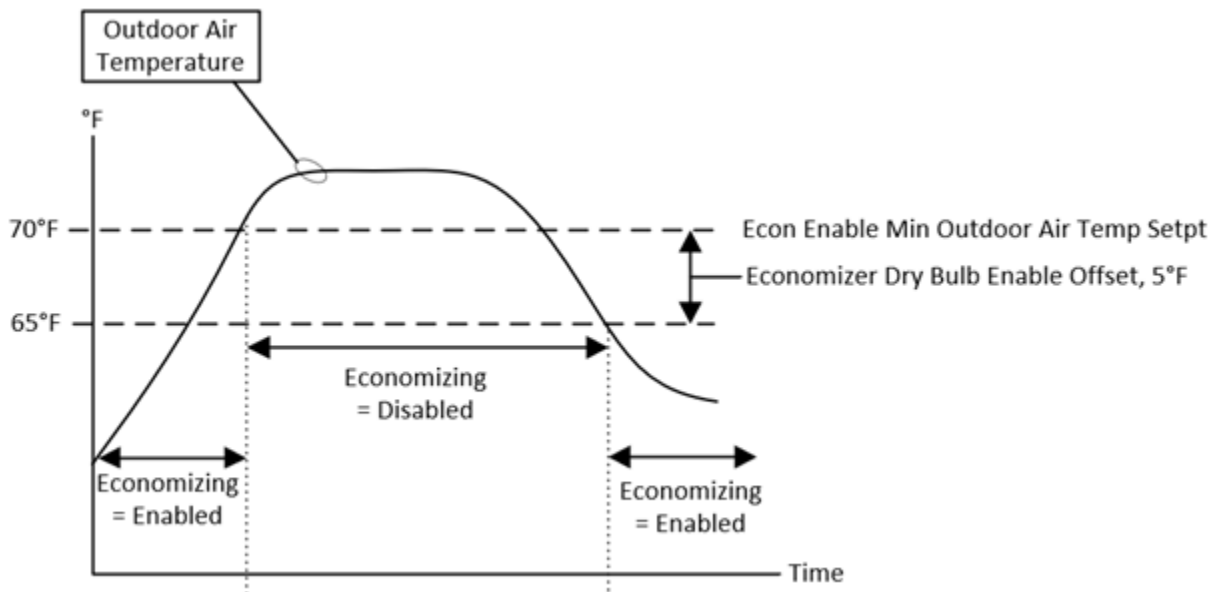 Outdoor Air
Temperature
°F
70°F
Econ Enable Min Outdoor Air Temp Setpt
Economizer Dry Bulb Enable Offset, 5°F
65°F
Economizing
= Disabled
Economizing
= Enabled
Economizing
= Enabled
Time